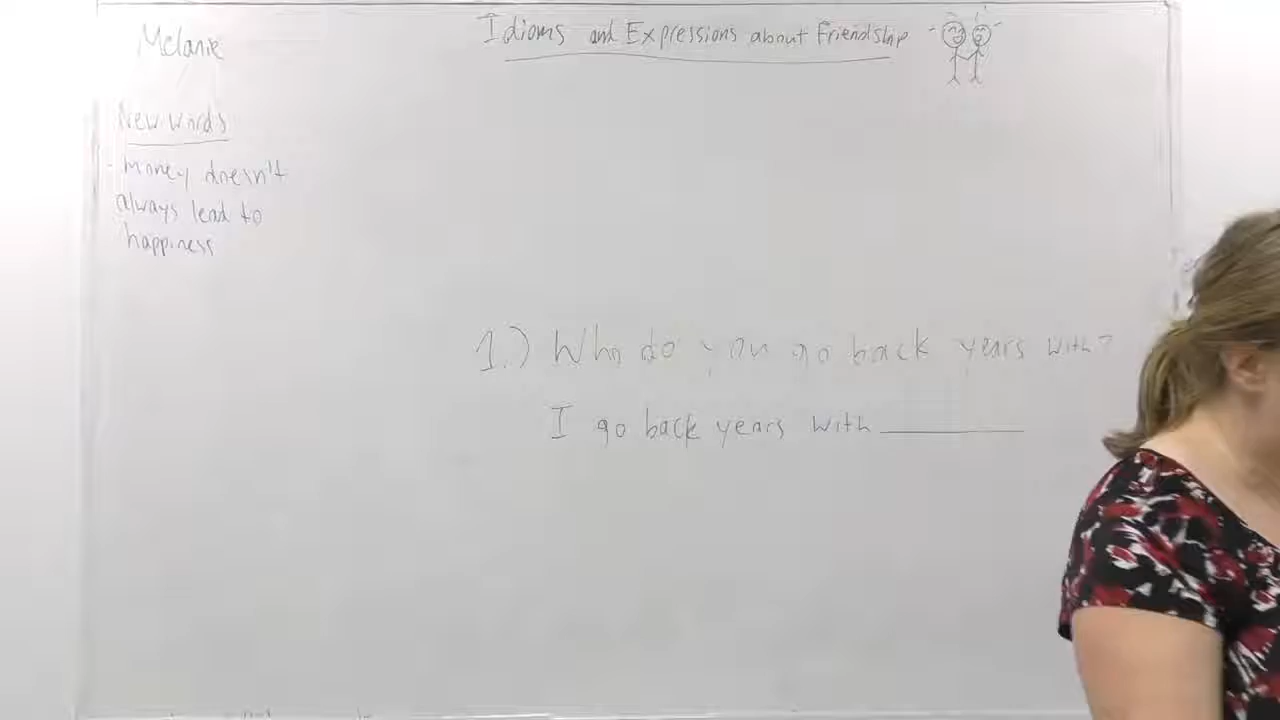 Melanie
Idioms and Expressions about Friendship
New words
- money doesn't
always lead to
happiness
1.) Who do you go back years with?
I go back years with